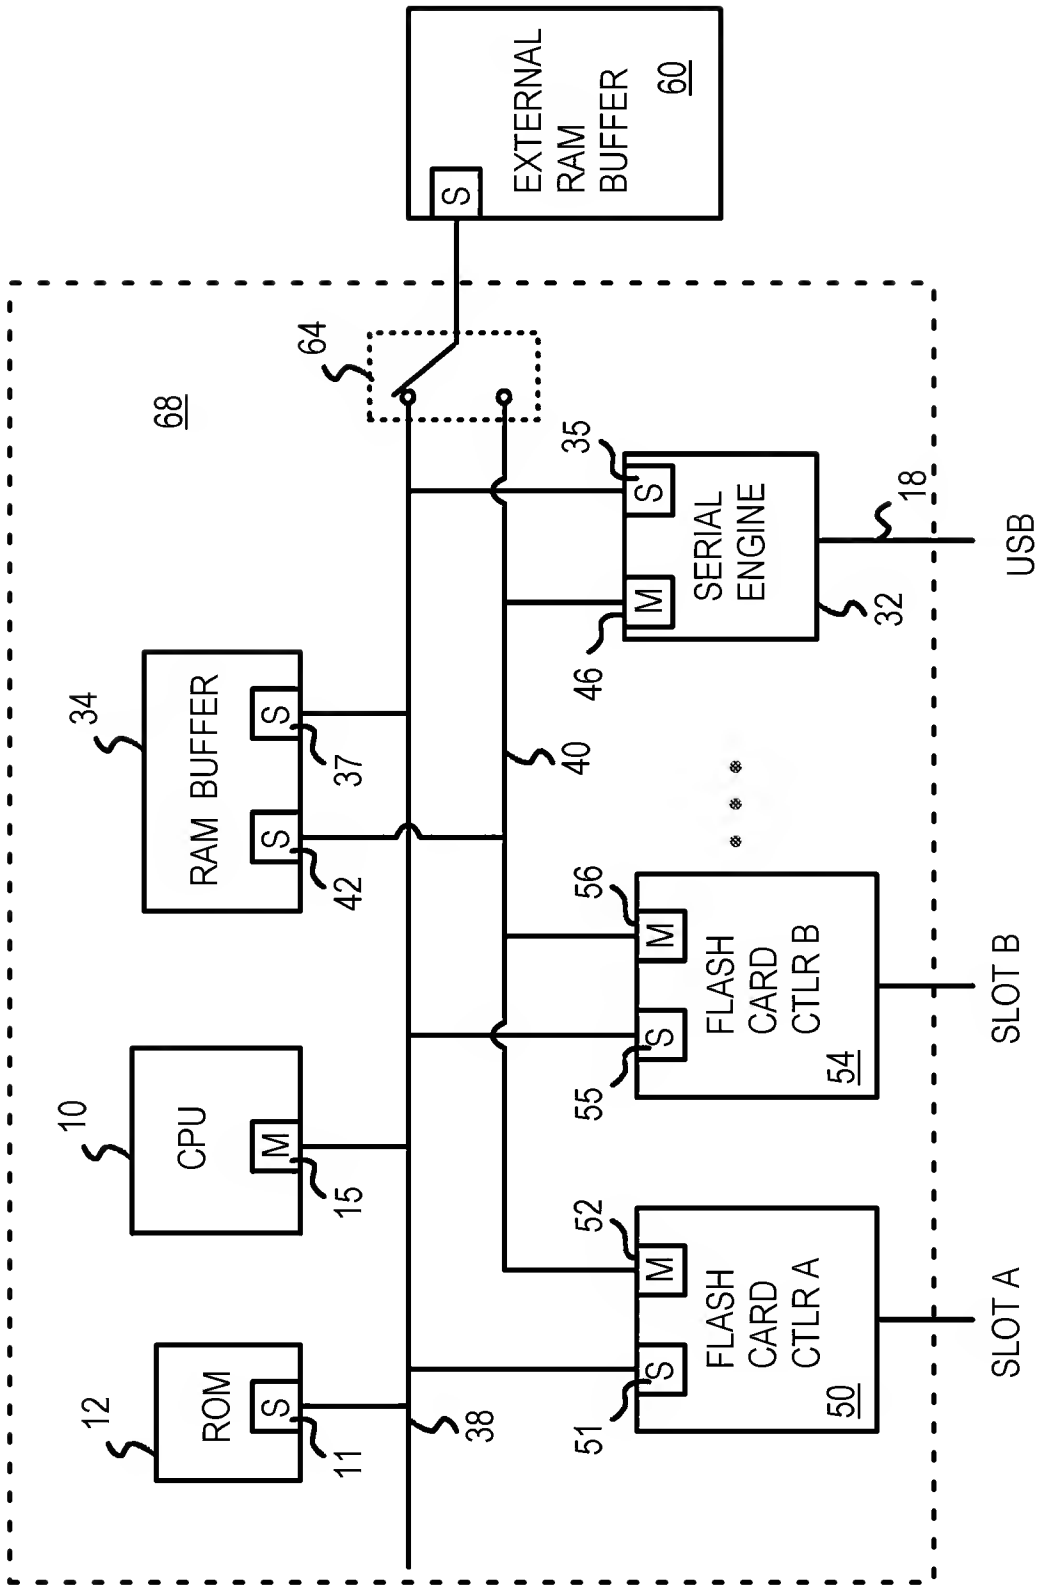 68
12
ROM
S
11
10
CPU
M
15
34
RAM BUFFER
S
42
S
37
64
S
EXTERNAL
RAM
BUFFER
60
38
40
51
S
M
52
FLASH
CARD
CTLR A
50
SLOT A
55
S
M
56
FLASH
CARD
CTLR B
54
SLOT B
46
M
S
35
SERIAL
ENGINE
32
18
USB